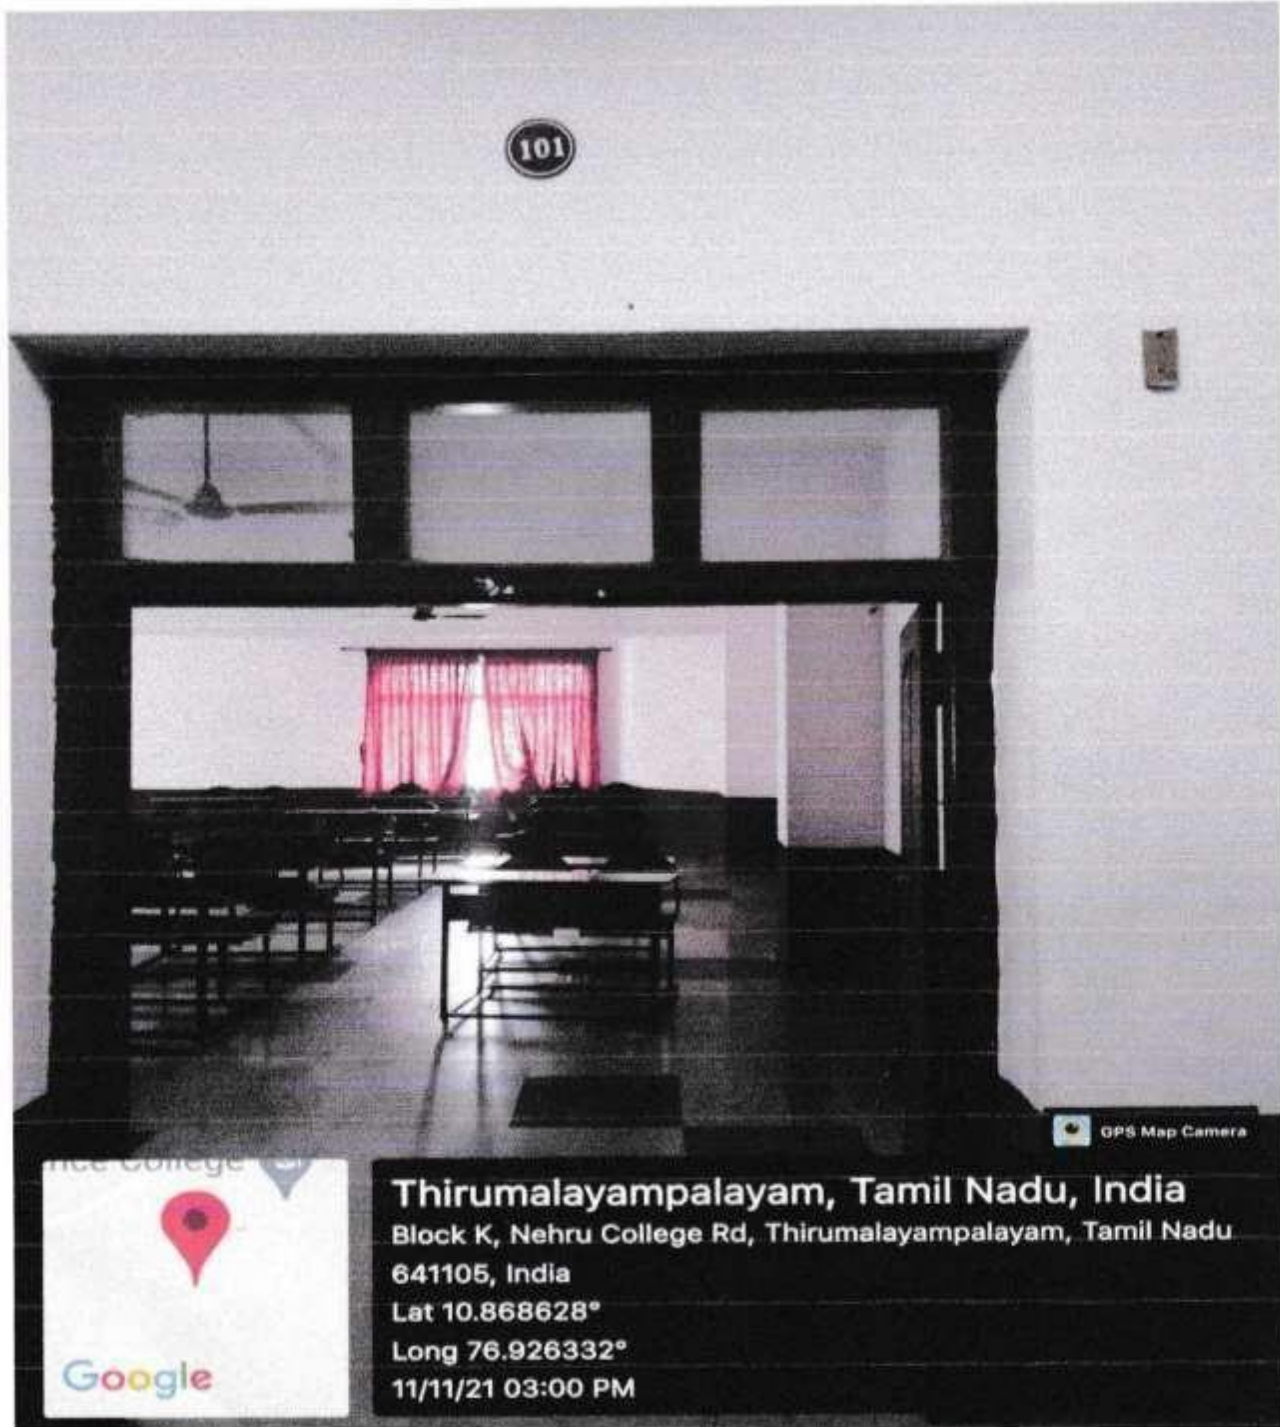 101
GPS Map Camera
College
Thirumalayampalayam, Tamil Nadu, India
Block K, Nehru College Rd, Thirumalayampalayam, Tamil Nadu
641105, India
Lat 10.868628°
Long 76.926332°
11/11/21 03:00 PM
Google